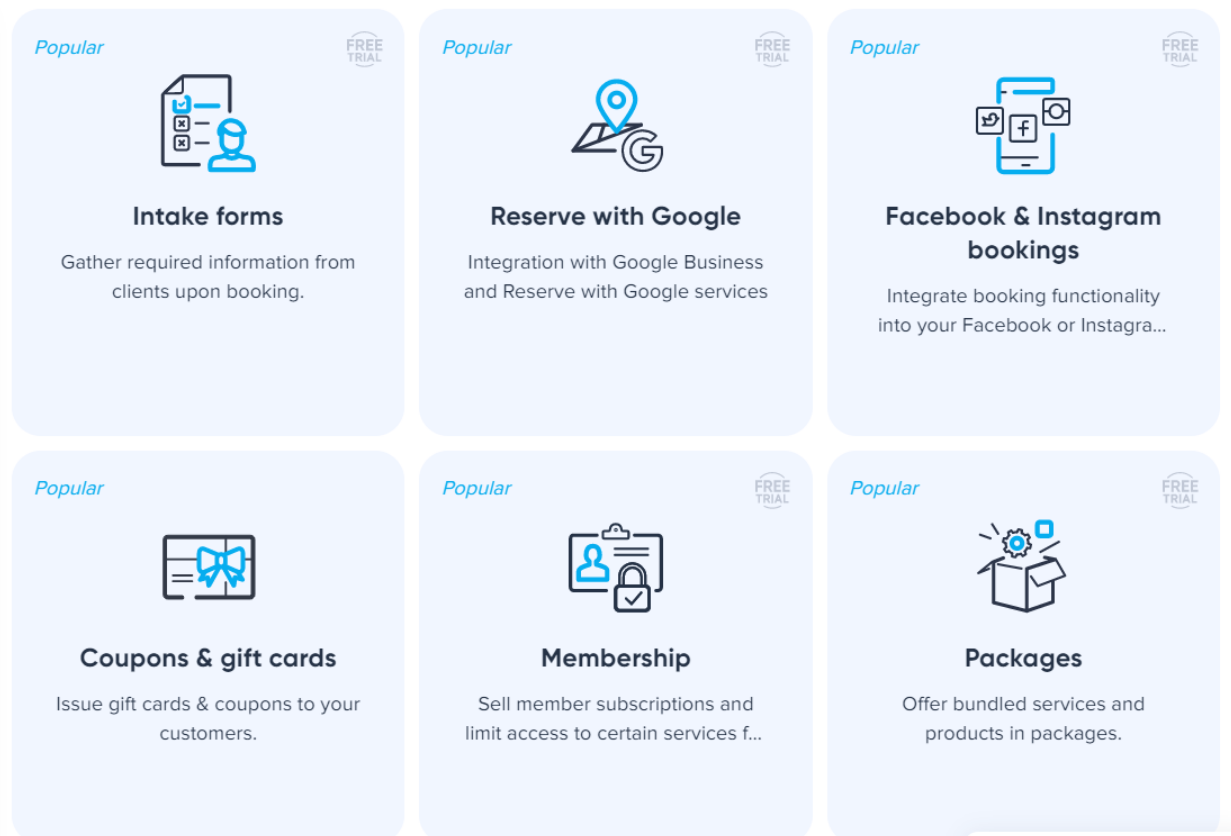 Popular
FREE
TRIAL
Intake forms
Gather required information from
clients upon booking.
Popular
FREE
TRIAL
G
Reserve with Google
Integration with Google Business
and Reserve with Google services
Popular
FREE
TRIAL
f
Facebook & Instagram
bookings
Integrate booking functionality
into your Facebook or Instagra...
Popular
Coupons & gift cards
Issue gift cards & coupons to your
customers.
Popular
FREE
TRIAL
Membership
Sell member subscriptions and
limit access to certain services f...
Popular
FREE
TRIAL
Packages
Offer bundled services and
products in packages.